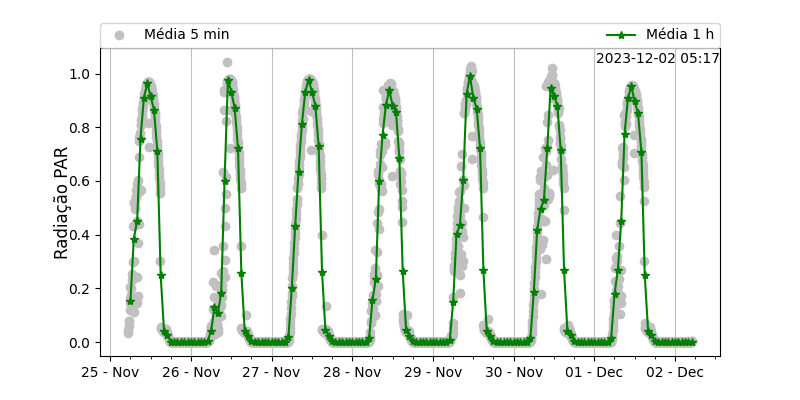 Média 5 min
Média 1 h
2023-12-02 05:17
Radiação PAR
1.0
0.8
0.6
0.4
0.2
0.0
25 - Nov
26 - Nov
27 - Nov
28 - Nov
29 - Nov
30 - Nov
01 - Dec
02 - Dec